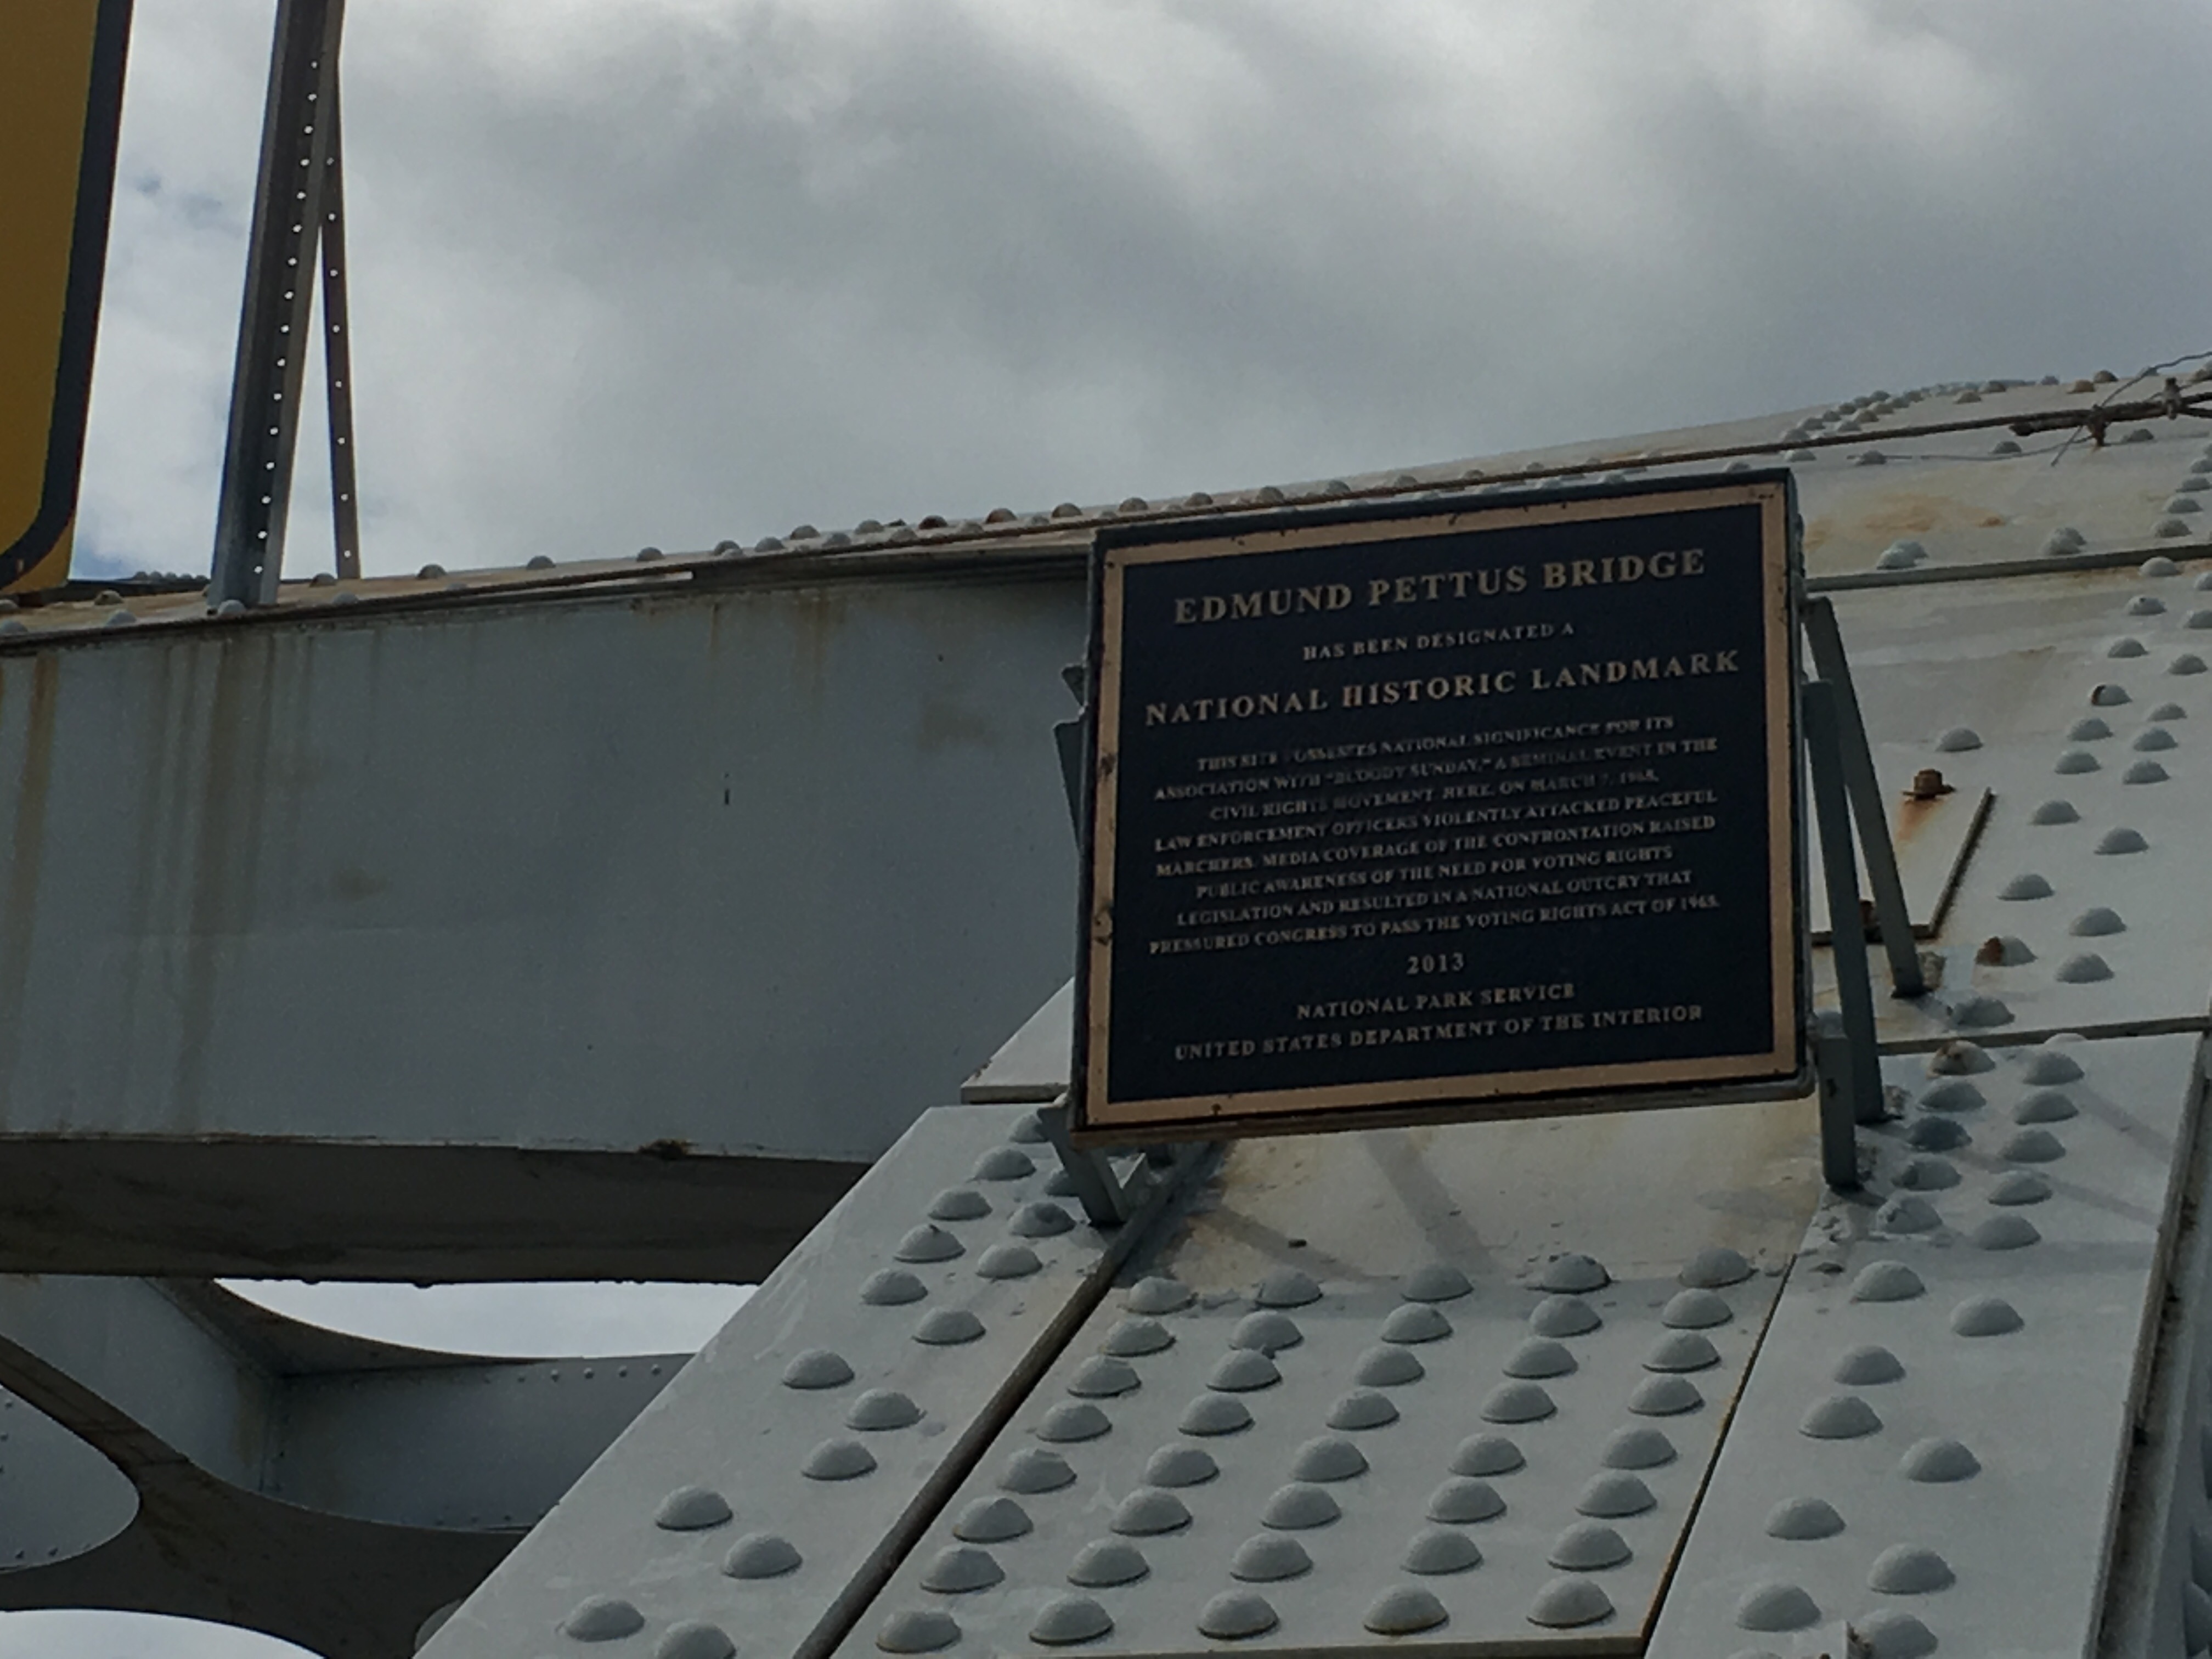 EDMUND PETTUS BRIDGE
HAS BEEN DESIGNATED A
NATIONAL HISTORIC LANDMARK
THIS SITE POSSESSES NATIONAL SIGNIFICANCE FOR ITS
ASSOCIATION WITH "BLOODY SUNDAY," A SEMINAL EVENT IN THE
CIVIL RIGHTS MOVEMENT. HERE, ON MARCH 7, 1965,
LAW ENFORCEMENT OFFICERS VIOLENTLY ATTACKED PEACEFUL
MARCHERS. MEDIA COVERAGE OF THE CONFRONTATION RAISED
PUBLIC AWARENESS OF THE NEED FOR VOTING RIGHTS
LEGISLATION AND RESULTED IN A NATIONAL OUTCRY THAT
PRESSURED CONGRESS TO PASS THE VOTING RIGHTS ACT OF 1965.
2013
NATIONAL PARK SERVICE
UNITED STATES DEPARTMENT OF THE INTERIOR